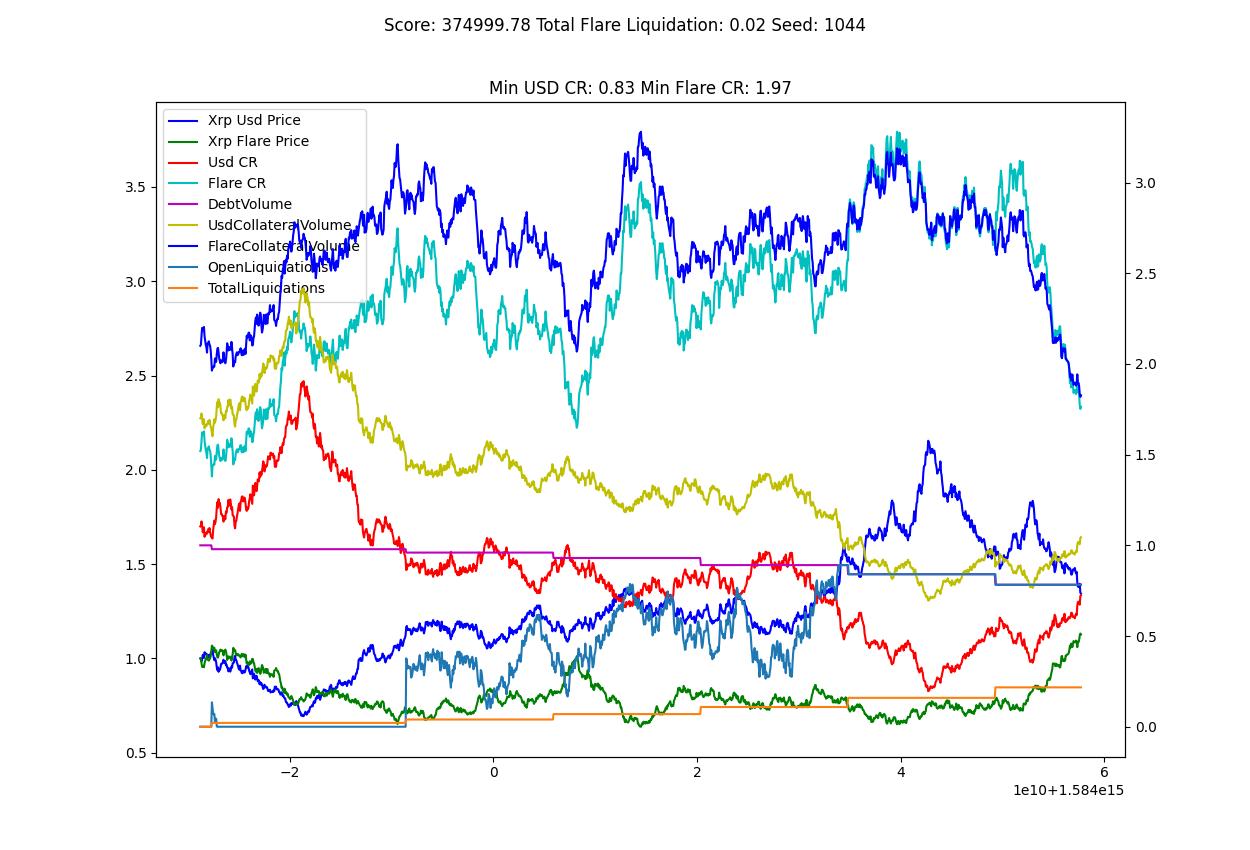 Score: 374999.78 Total Flare Liquidation: 0.02 Seed: 1044
Min USD CR: 0.83 Min Flare CR: 1.97
Xrp Usd Price
Xrp Flare Price
Usd CR
Flare CR
DebtVolume
UsdCollateralVolume
FlareCollateralVolume
OpenLiquidations
TotalLiquidations
3.5
3.0
2.5
2.0
1.5
1.0
0.5
3.0
2.5
2.0
1.5
1.0
0.5
0.0
−2 0 2 4 6
1e10+1.584e15